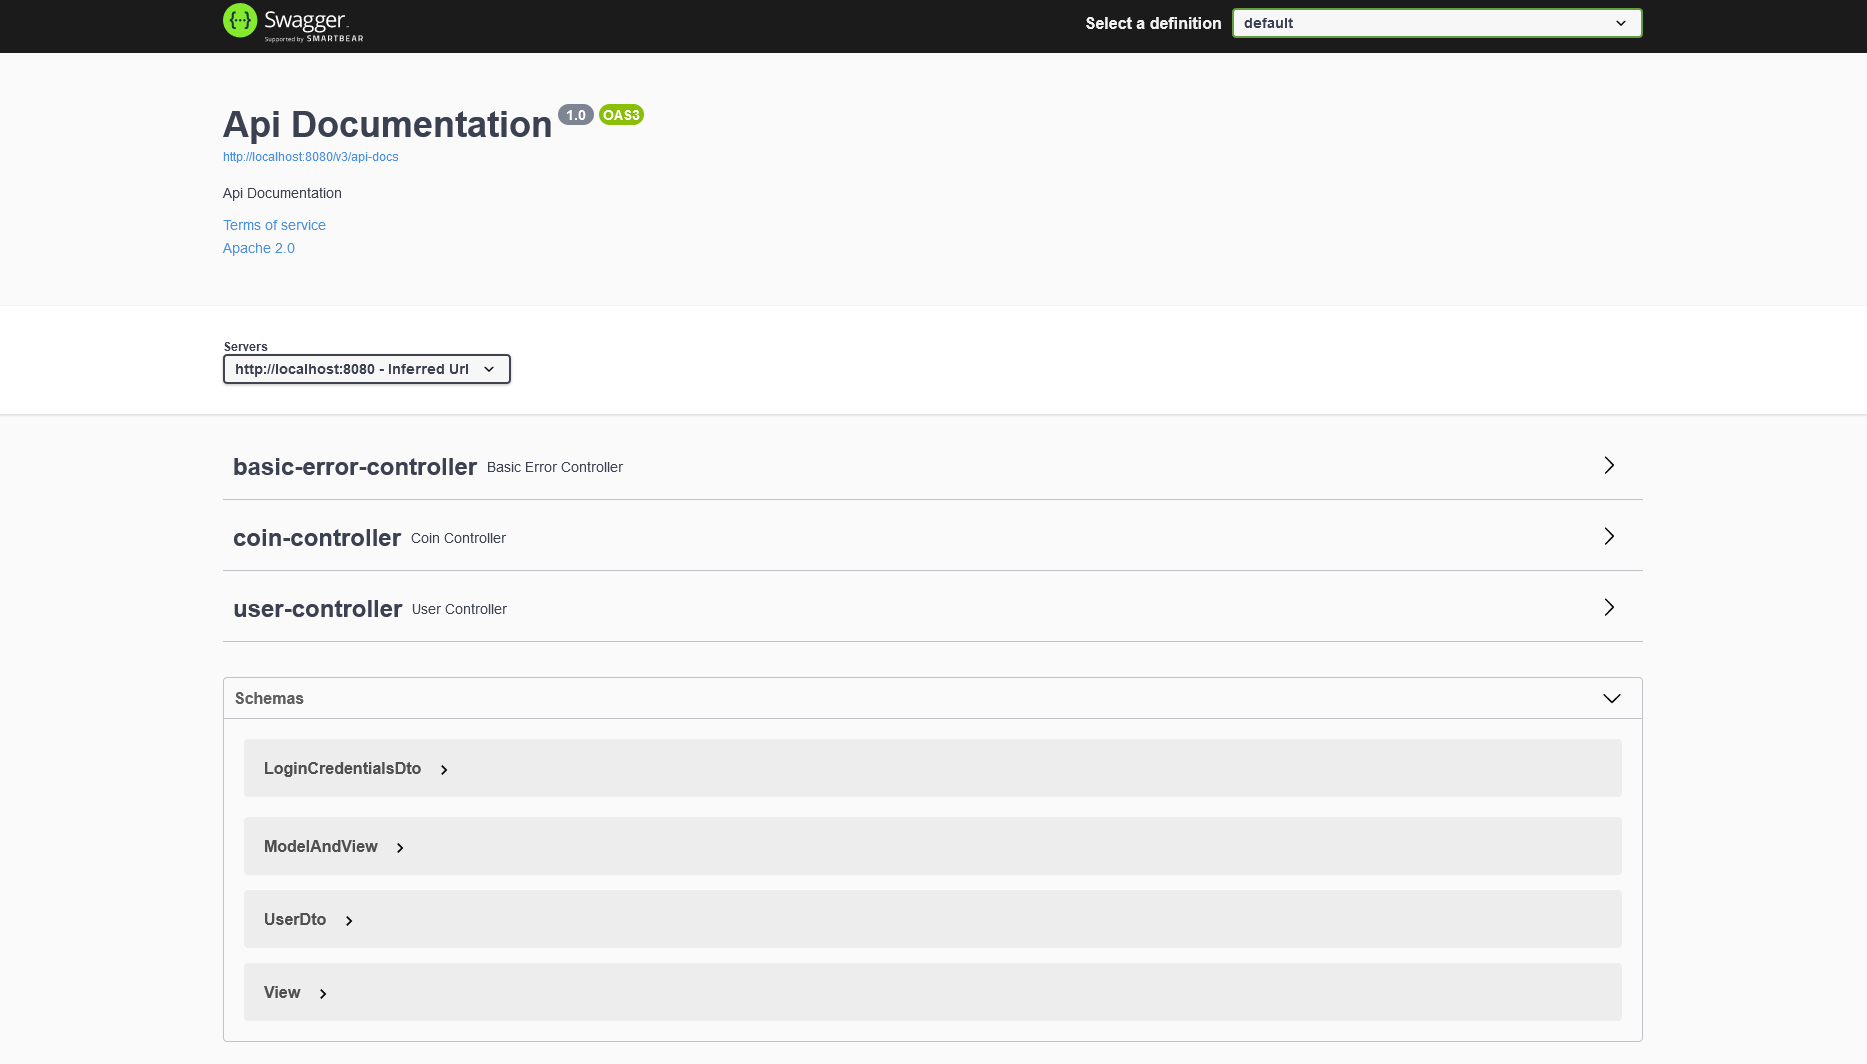 Swagger
Supported by SMARTBEAR
Select a definition
default
Api Documentation 1.0 OAS3
http://localhost:8080/v3/api-docs
Api Documentation
Terms of service
Apache 2.0
Servers
http://localhost:8080 - Inferred Url
basic-error-controller Basic Error Controller
coin-controller Coin Controller
user-controller User Controller
Schemas
LoginCredentialsDto
ModelAndView
UserDto
View